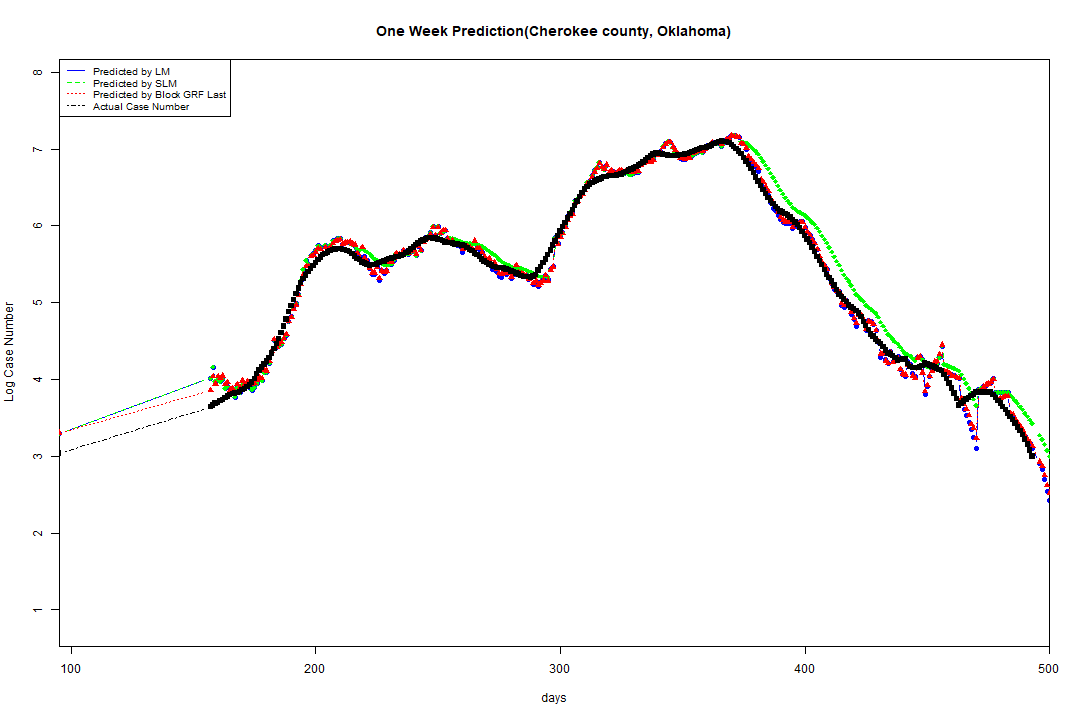 One Week Prediction(Cherokee county, Oklahoma)
Predicted by LM
Predicted by SLM
Predicted by Block GRF Last
Actual Case Number
8
7
6
5
4
3
2
1
Log Case Number
100 200 300 400 500
days